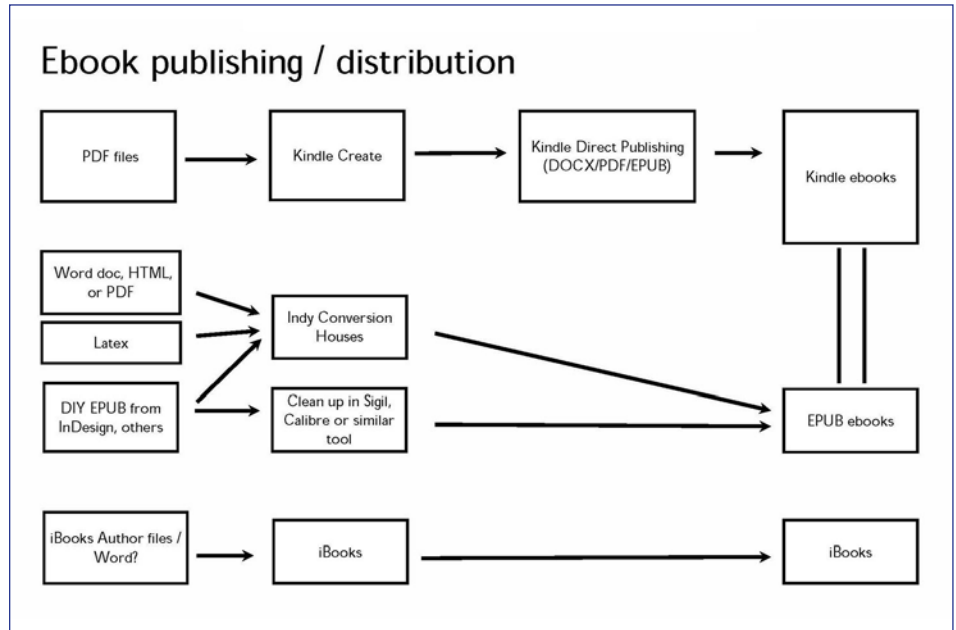 Ebook publishing / distribution
PDF files
Kindle Create
Kindle Direct Publishing
(DOCX/PDF/EPUB)
Kindle ebooks
Word doc, HTML,
or PDF
Latex
Indy Conversion
Houses
DIY EPUB from
InDesign, others
Clean up in Sigil,
Calibre or similar
tool
EPUB ebooks
iBooks Author files /
Word?
iBooks
iBooks